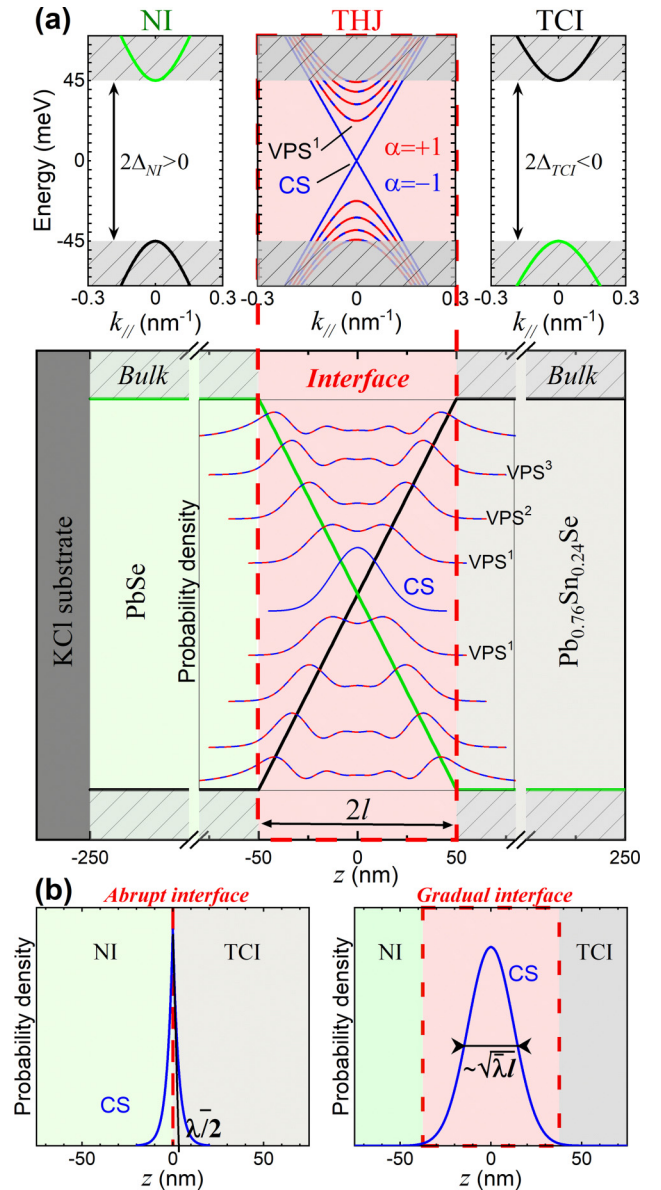 (a)
NI
THJ
TCI
Energy (meV)
45
0
-45
2Δ_NI>0
VPS¹
CS
α=+1
α=−1
2Δ_TCI<0
-0.3 0 0.3
-0.3 0 0.3
-0.3 0 0.3
k_// (nm⁻¹)
k_// (nm⁻¹)
k_// (nm⁻¹)
Bulk
Interface
Bulk
KCl substrate
PbSe
Probability density
VPS³
VPS²
VPS¹
CS
VPS¹
Pb₀.₇₆Sn₀.₂₄Se
2l
-250 -50 0 50 250
z (nm)
(b)
Abrupt interface
Gradual interface
Probability density
NI
TCI
CS
λ̄/2
-50 0 50
z (nm)
Probability density
NI
CS
TCI
~√λ̄l
-50 0 50
z (nm)